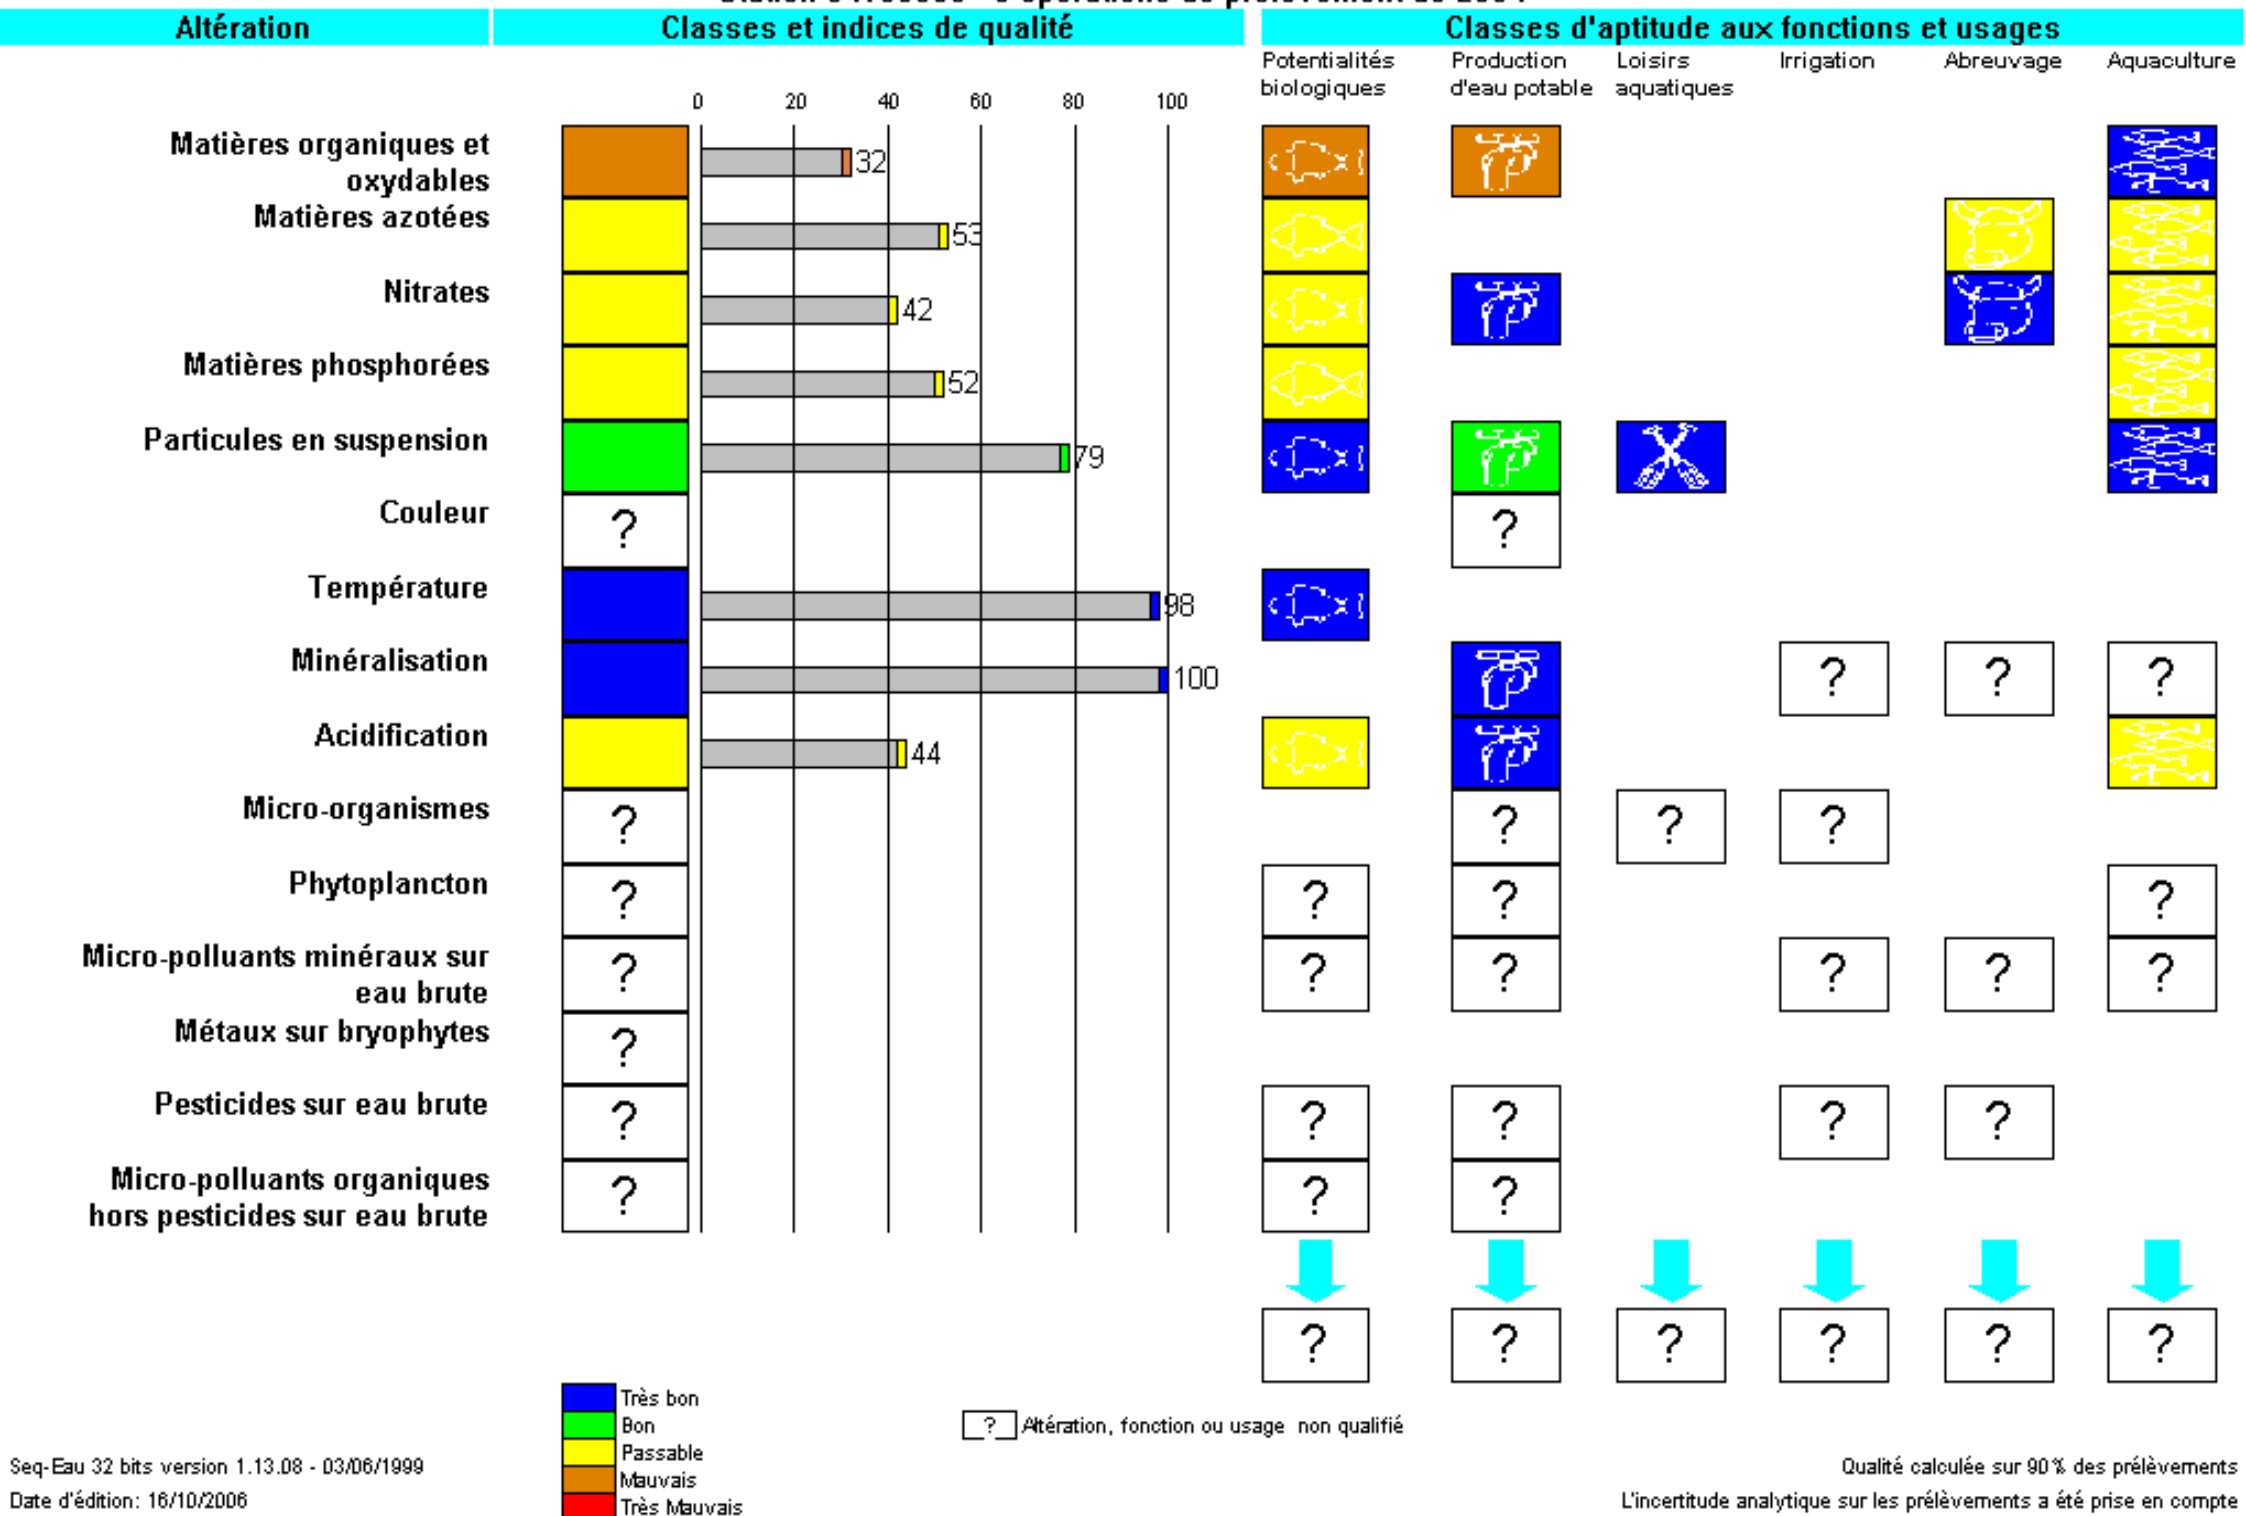 Altération
Classes et indices de qualité
Classes d'aptitude aux fonctions et usages
Potentialités
biologiques
Production
d'eau potable
Loisirs
aquatiques
Irrigation
Abreuvage
Aquaculture
0 20 40 60 80 100
Matières organiques et
oxydables
32
Matières azotées
53
Nitrates
42
Matières phosphorées
52
Particules en suspension
79
Couleur
? ?
Température
98
Minéralisation
100
? ? ?
Acidification
44
Micro-organismes
? ? ? ?
Phytoplancton
? ? ? ?
Micro-polluants minéraux sur
eau brute
? ? ? ? ? ?
Métaux sur bryophytes
?
Pesticides sur eau brute
? ? ? ? ?
Micro-polluants organiques
hors pesticides sur eau brute
? ? ?
? ? ? ? ? ?
Très bon
Bon
Passable
Mauvais
Très Mauvais
? Altération, fonction ou usage non qualifié
Seq-Eau 32 bits version 1.13.08 - 03/06/1999
Date d'édition: 16/10/2006
Qualité calculée sur 90% des prélèvements
L'incertitude analytique sur les prélèvements a été prise en compte